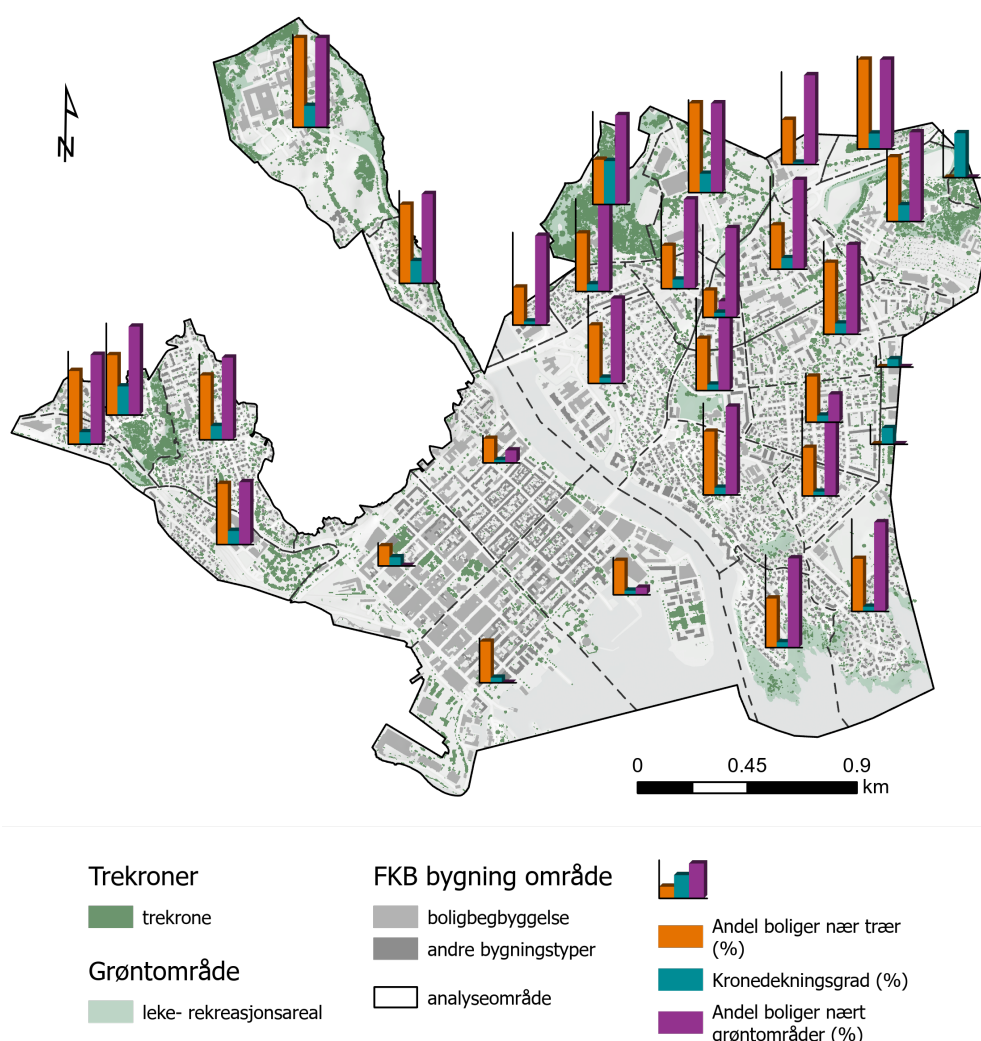 N
0 0.45 0.9
km
Trekroner
trekrone
Grøntområde
leke- rekreasjonsareal
FKB bygning område
boligbegbyggelse
andre bygningstyper
analyseområde
Andel boliger nær trær
(%)
Kronedekningsgrad (%)
Andel boliger nært
grøntområder (%)